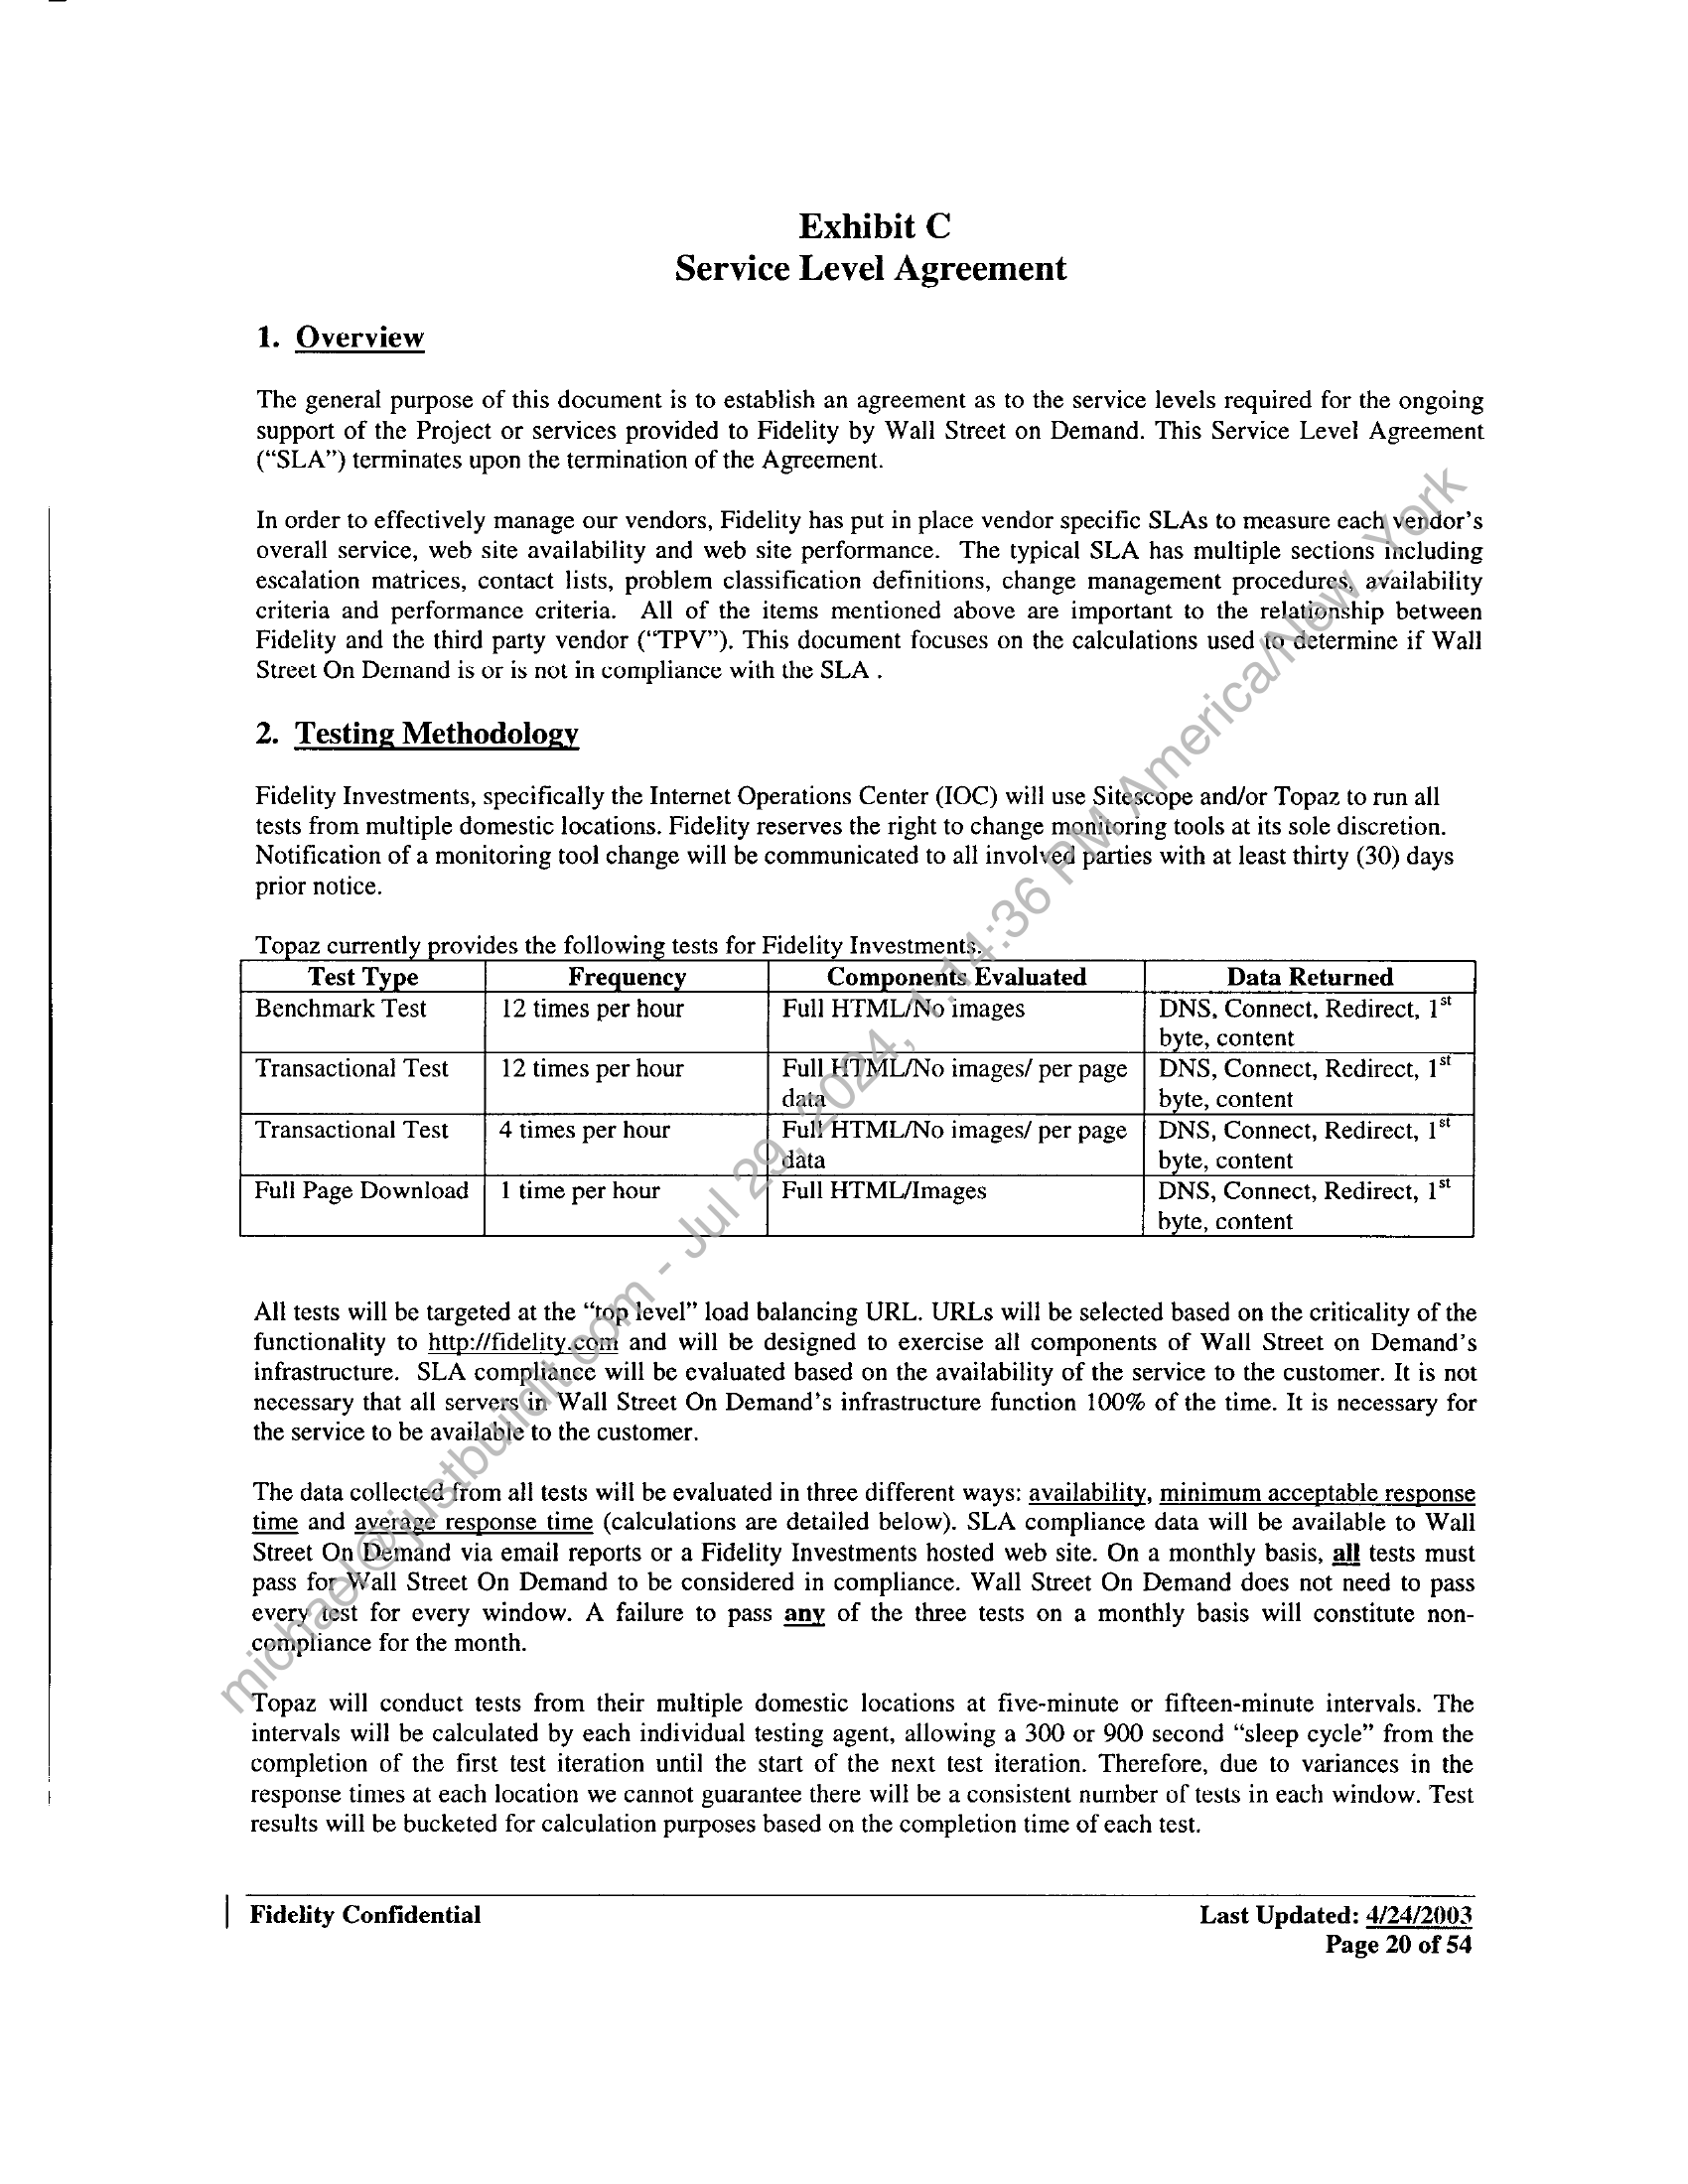 Exhibit C
Service Level Agreement
1. Overview
The general purpose of this document is to establish an agreement as to the service levels required for the ongoing
support of the Project or services provided to Fidelity by Wall Street on Demand. This Service Level Agreement
(“SLA”) terminates upon the termination of the Agreement.
In order to effectively manage our vendors, Fidelity has put in place vendor specific SLAs to measure each vendor’s
overall service, web site availability and web site performance. The typical SLA has multiple sections including
escalation matrices, contact lists, problem classification definitions, change management procedures, availability
criteria and performance criteria. All of the items mentioned above are important to the relationship between
Fidelity and the third party vendor (“TPV”). This document focuses on the calculations used to determine if Wall
Street On Demand is or is not in compliance with the SLA .
2. Testing Methodology
Fidelity Investments, specifically the Internet Operations Center (IOC) will use Sitescope and/or Topaz to run all
tests from multiple domestic locations. Fidelity reserves the right to change monitoring tools at its sole discretion.
Notification of a monitoring tool change will be communicated to all involved parties with at least thirty (30) days
prior notice.
Topaz currently provides the following tests for Fidelity Investments.
Test Type Frequency Components Evaluated Data Returned
Benchmark Test 12 times per hour Full HTML/No images DNS, Connect, Redirect, 1st
byte, content
Transactional Test 12 times per hour Full HTML/No images/ per page DNS, Connect, Redirect, 1st
data byte, content
Transactional Test 4 times per hour Full HTML/No images/ per page DNS, Connect, Redirect, 1st
data byte, content
Full Page Download 1 time per hour Full HTML/Images DNS, Connect, Redirect, 1st
byte, content
All tests will be targeted at the “top level” load balancing URL. URLs will be selected based on the criticality of the
functionality to http://fidelity.com and will be designed to exercise all components of Wall Street on Demand’s
infrastructure. SLA compliance will be evaluated based on the availability of the service to the customer. It is not
necessary that all servers in Wall Street On Demand’s infrastructure function 100% of the time. It is necessary for
the service to be available to the customer.
The data collected from all tests will be evaluated in three different ways: availability, minimum acceptable response
time and average response time (calculations are detailed below). SLA compliance data will be available to Wall
Street On Demand via email reports or a Fidelity Investments hosted web site. On a monthly basis, all tests must
pass for Wall Street On Demand to be considered in compliance. Wall Street On Demand does not need to pass
every test for every window. A failure to pass any of the three tests on a monthly basis will constitute non-
compliance for the month.
Topaz will conduct tests from their multiple domestic locations at five-minute or fifteen-minute intervals. The
intervals will be calculated by each individual testing agent, allowing a 300 or 900 second “sleep cycle” from the
completion of the first test iteration until the start of the next test iteration. Therefore, due to variances in the
response times at each location we cannot guarantee there will be a consistent number of tests in each window. Test
results will be bucketed for calculation purposes based on the completion time of each test.
Fidelity Confidential Last Updated: 4/24/2003
Page 20 of 54
michael@justbuildit.com - Jul 29, 2024, 1:14:36 PM America/New_York